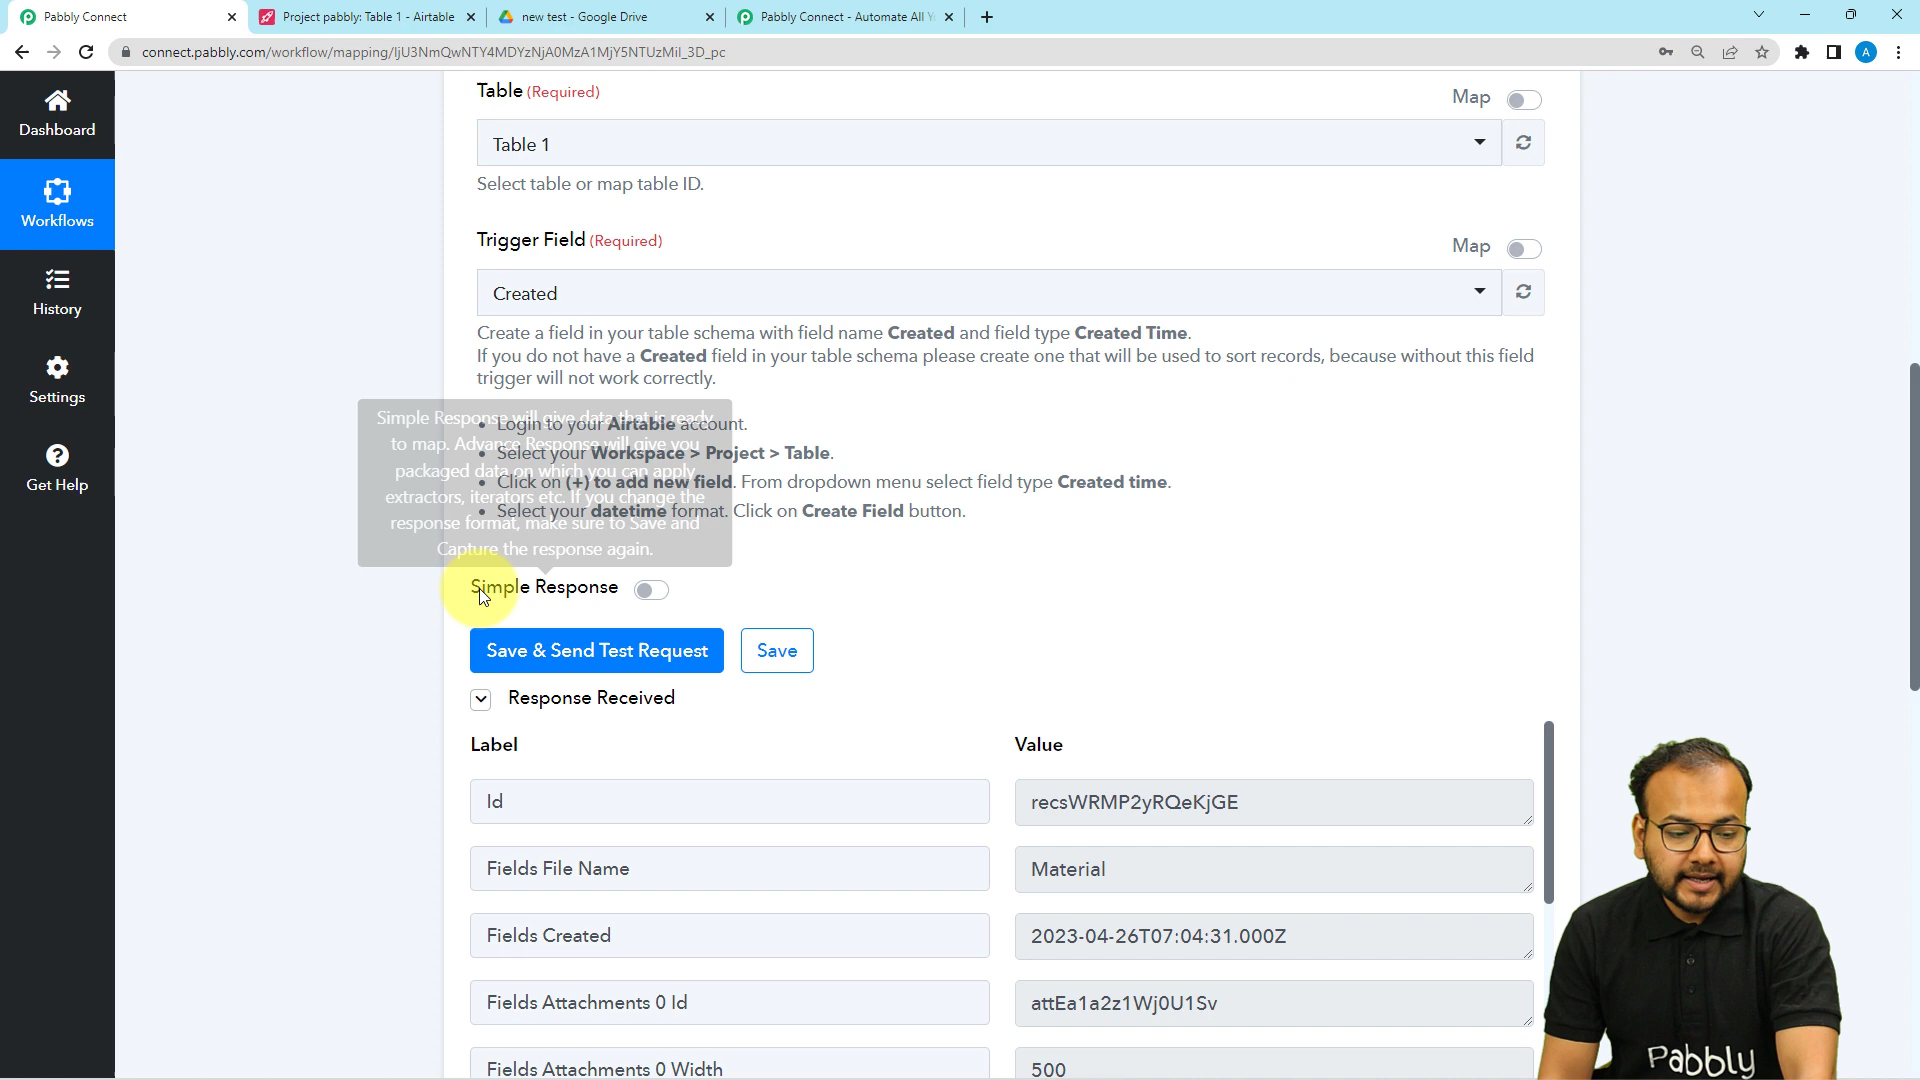 Pabbly Connect
Project pabbly: Table 1 - Airtable
new test - Google Drive
Pabbly Connect - Automate All Y
connect.pabbly.com/workflow/mapping/IjU3NmQwNTY4MDYzNjA0MzA1MjY5NTUzMiI_3D_pc
A
Dashboard
Workflows
History
Settings
Get Help
Table (Required)
Map
Table 1
Select table or map table ID.
Trigger Field (Required)
Map
Created
Create a field in your table schema with field name Created and field type Created Time.
If you do not have a Created field in your table schema please create one that will be used to sort records, because without this field
trigger will not work correctly.
Login to your Airtable account.
Select your Workspace > Project > Table.
Click on (+) to add new field. From dropdown menu select field type Created time.
Select your datetime format. Click on Create Field button.
Simple Response will give data that is ready
to map. Advance Response will give you
packaged data on which you can apply
extractors, iterators etc. If you change the
response format, make sure to Save and
Capture the response again.
Simple Response
Save & Send Test Request
Save
Response Received
Label
Value
Id
recsWRMP2yRQeKjGE
Fields File Name
Material
Fields Created
2023-04-26T07:04:31.000Z
Fields Attachments 0 Id
attEa1a2z1Wj0U1Sv
Fields Attachments 0 Width
500
Pabbly